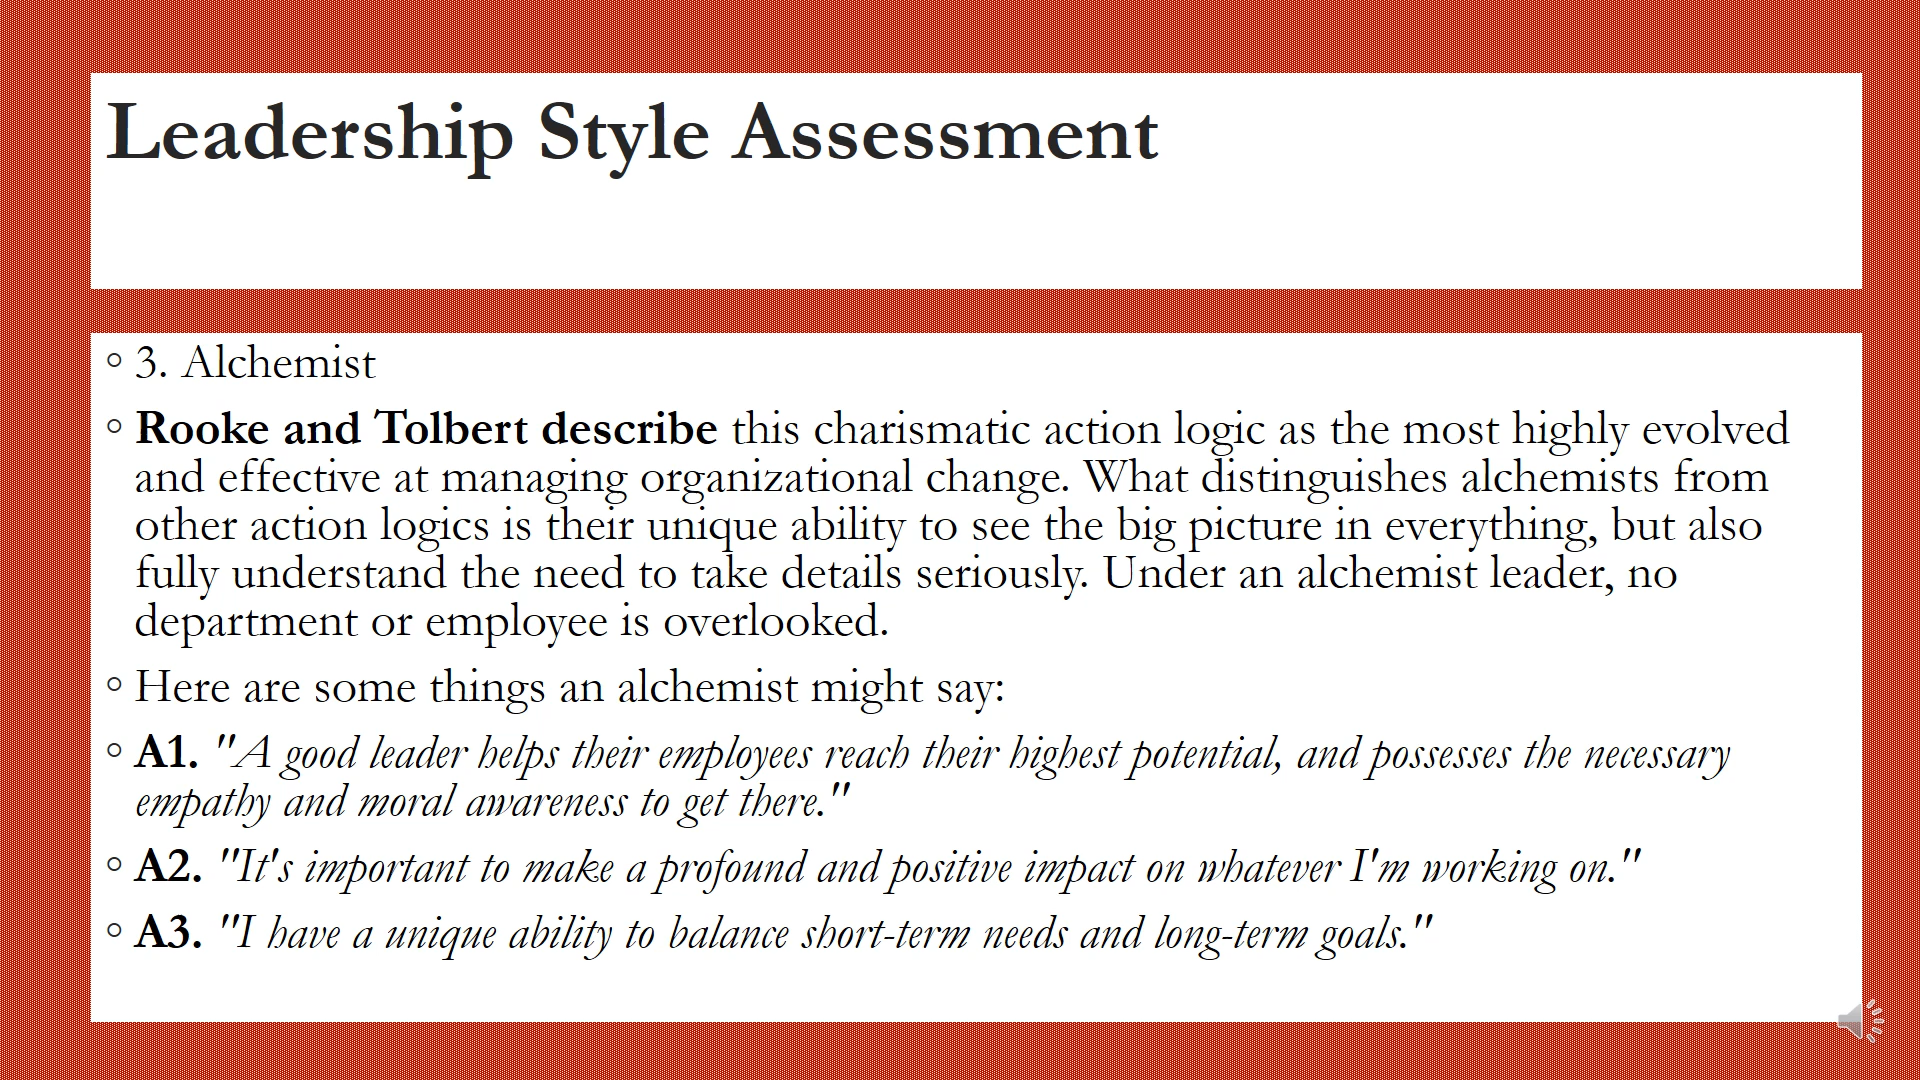 Leadership Style Assessment
3. Alchemist
Rooke and Tolbert describe this charismatic action logic as the most highly evolved
and effective at managing organizational change. What distinguishes alchemists from
other action logics is their unique ability to see the big picture in everything, but also
fully understand the need to take details seriously. Under an alchemist leader, no
department or employee is overlooked.
Here are some things an alchemist might say:
A1. "A good leader helps their employees reach their highest potential, and possesses the necessary
empathy and moral awareness to get there."
A2. "It's important to make a profound and positive impact on whatever I'm working on."
A3. "I have a unique ability to balance short-term needs and long-term goals."